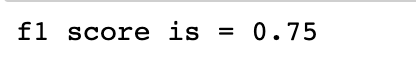 f1 score is = 0.75